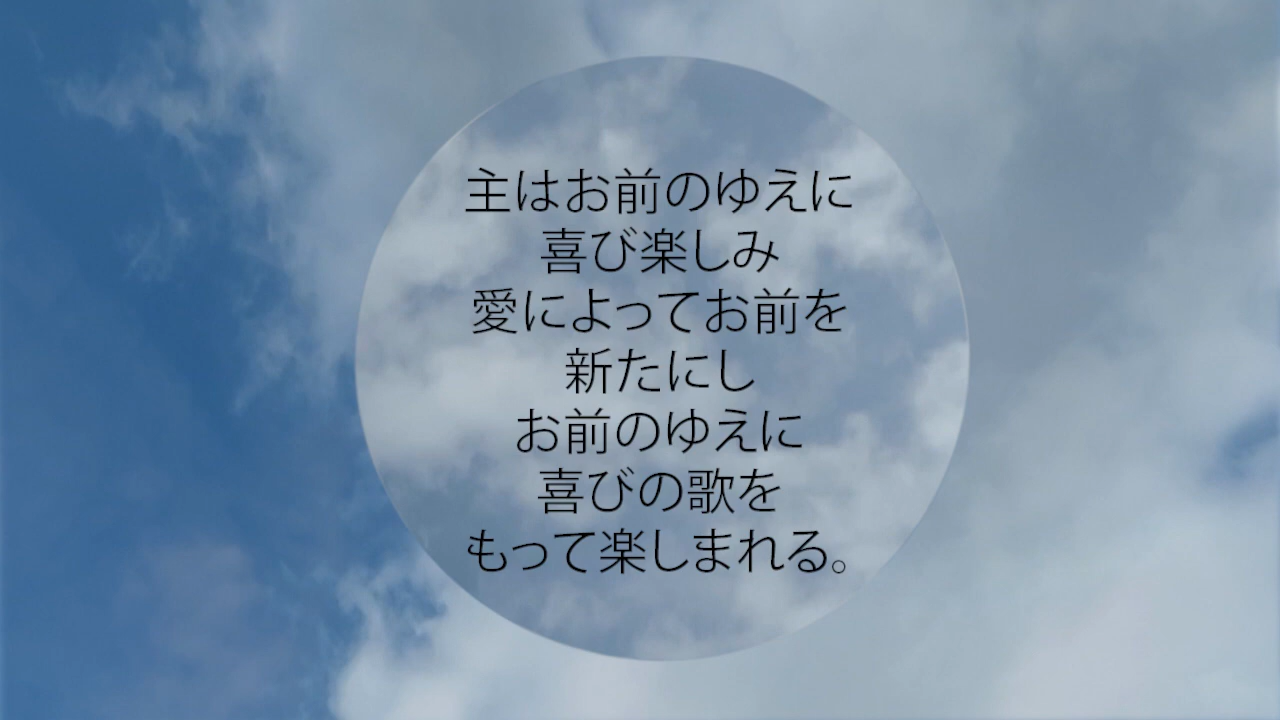 主はお前のゆえに
喜び楽しみ
愛によってお前を
新たにし
お前のゆえに
喜びの歌を
もって楽しまれる。